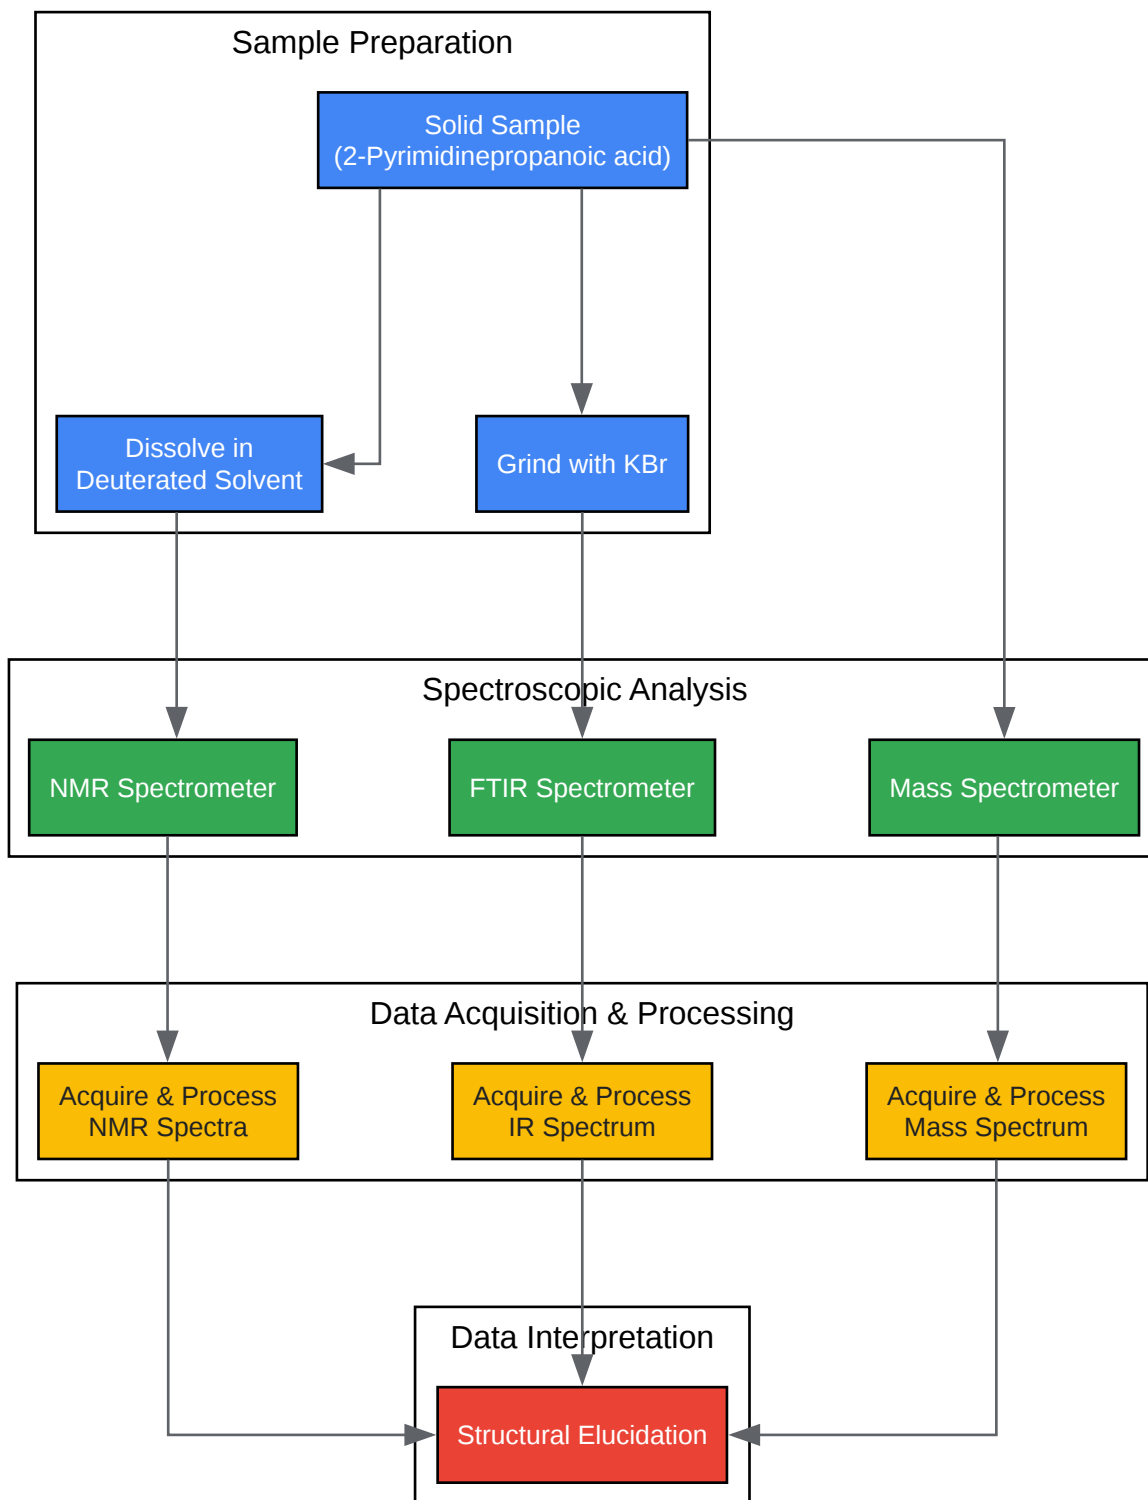 Sample Preparation
Solid Sample
(2-Pyrimidinepropanoic acid)
Dissolve in
Deuterated Solvent
Grind with KBr
Spectroscopic Analysis
NMR Spectrometer
FTIR Spectrometer
Mass Spectrometer
Data Acquisition & Processing
Acquire & Process
NMR Spectra
Acquire & Process
IR Spectrum
Acquire & Process
Mass Spectrum
Data Interpretation
Structural Elucidation